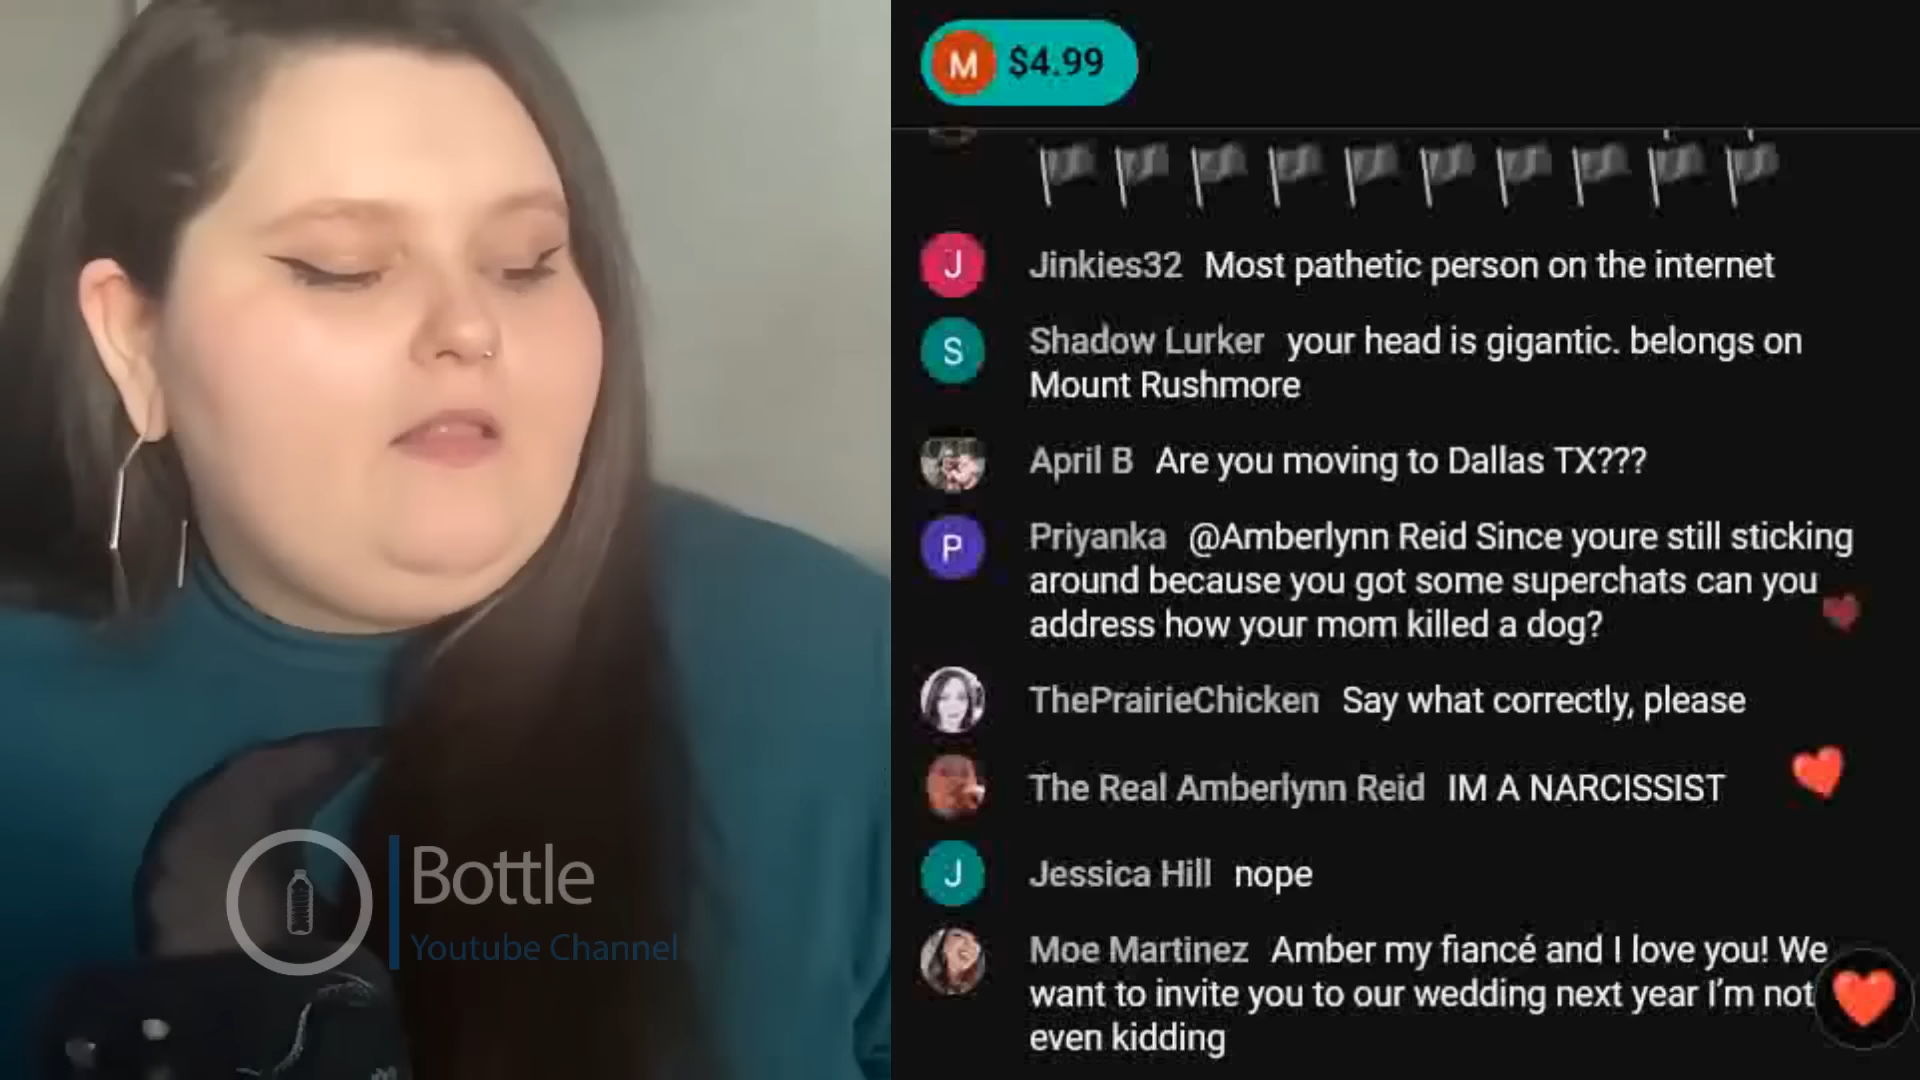 M $4.99
J Jinkies32 Most pathetic person on the internet
S Shadow Lurker your head is gigantic. belongs on
Mount Rushmore
April B Are you moving to Dallas TX???
P Priyanka @Amberlynn Reid Since youre still sticking
around because you got some superchats can you
address how your mom killed a dog?
ThePrairieChicken Say what correctly, please
The Real Amberlynn Reid IM A NARCISSIST
J Jessica Hill nope
Moe Martinez Amber my fiancé and I love you! We
want to invite you to our wedding next year I’m not
even kidding
Bottle
Youtube Channel